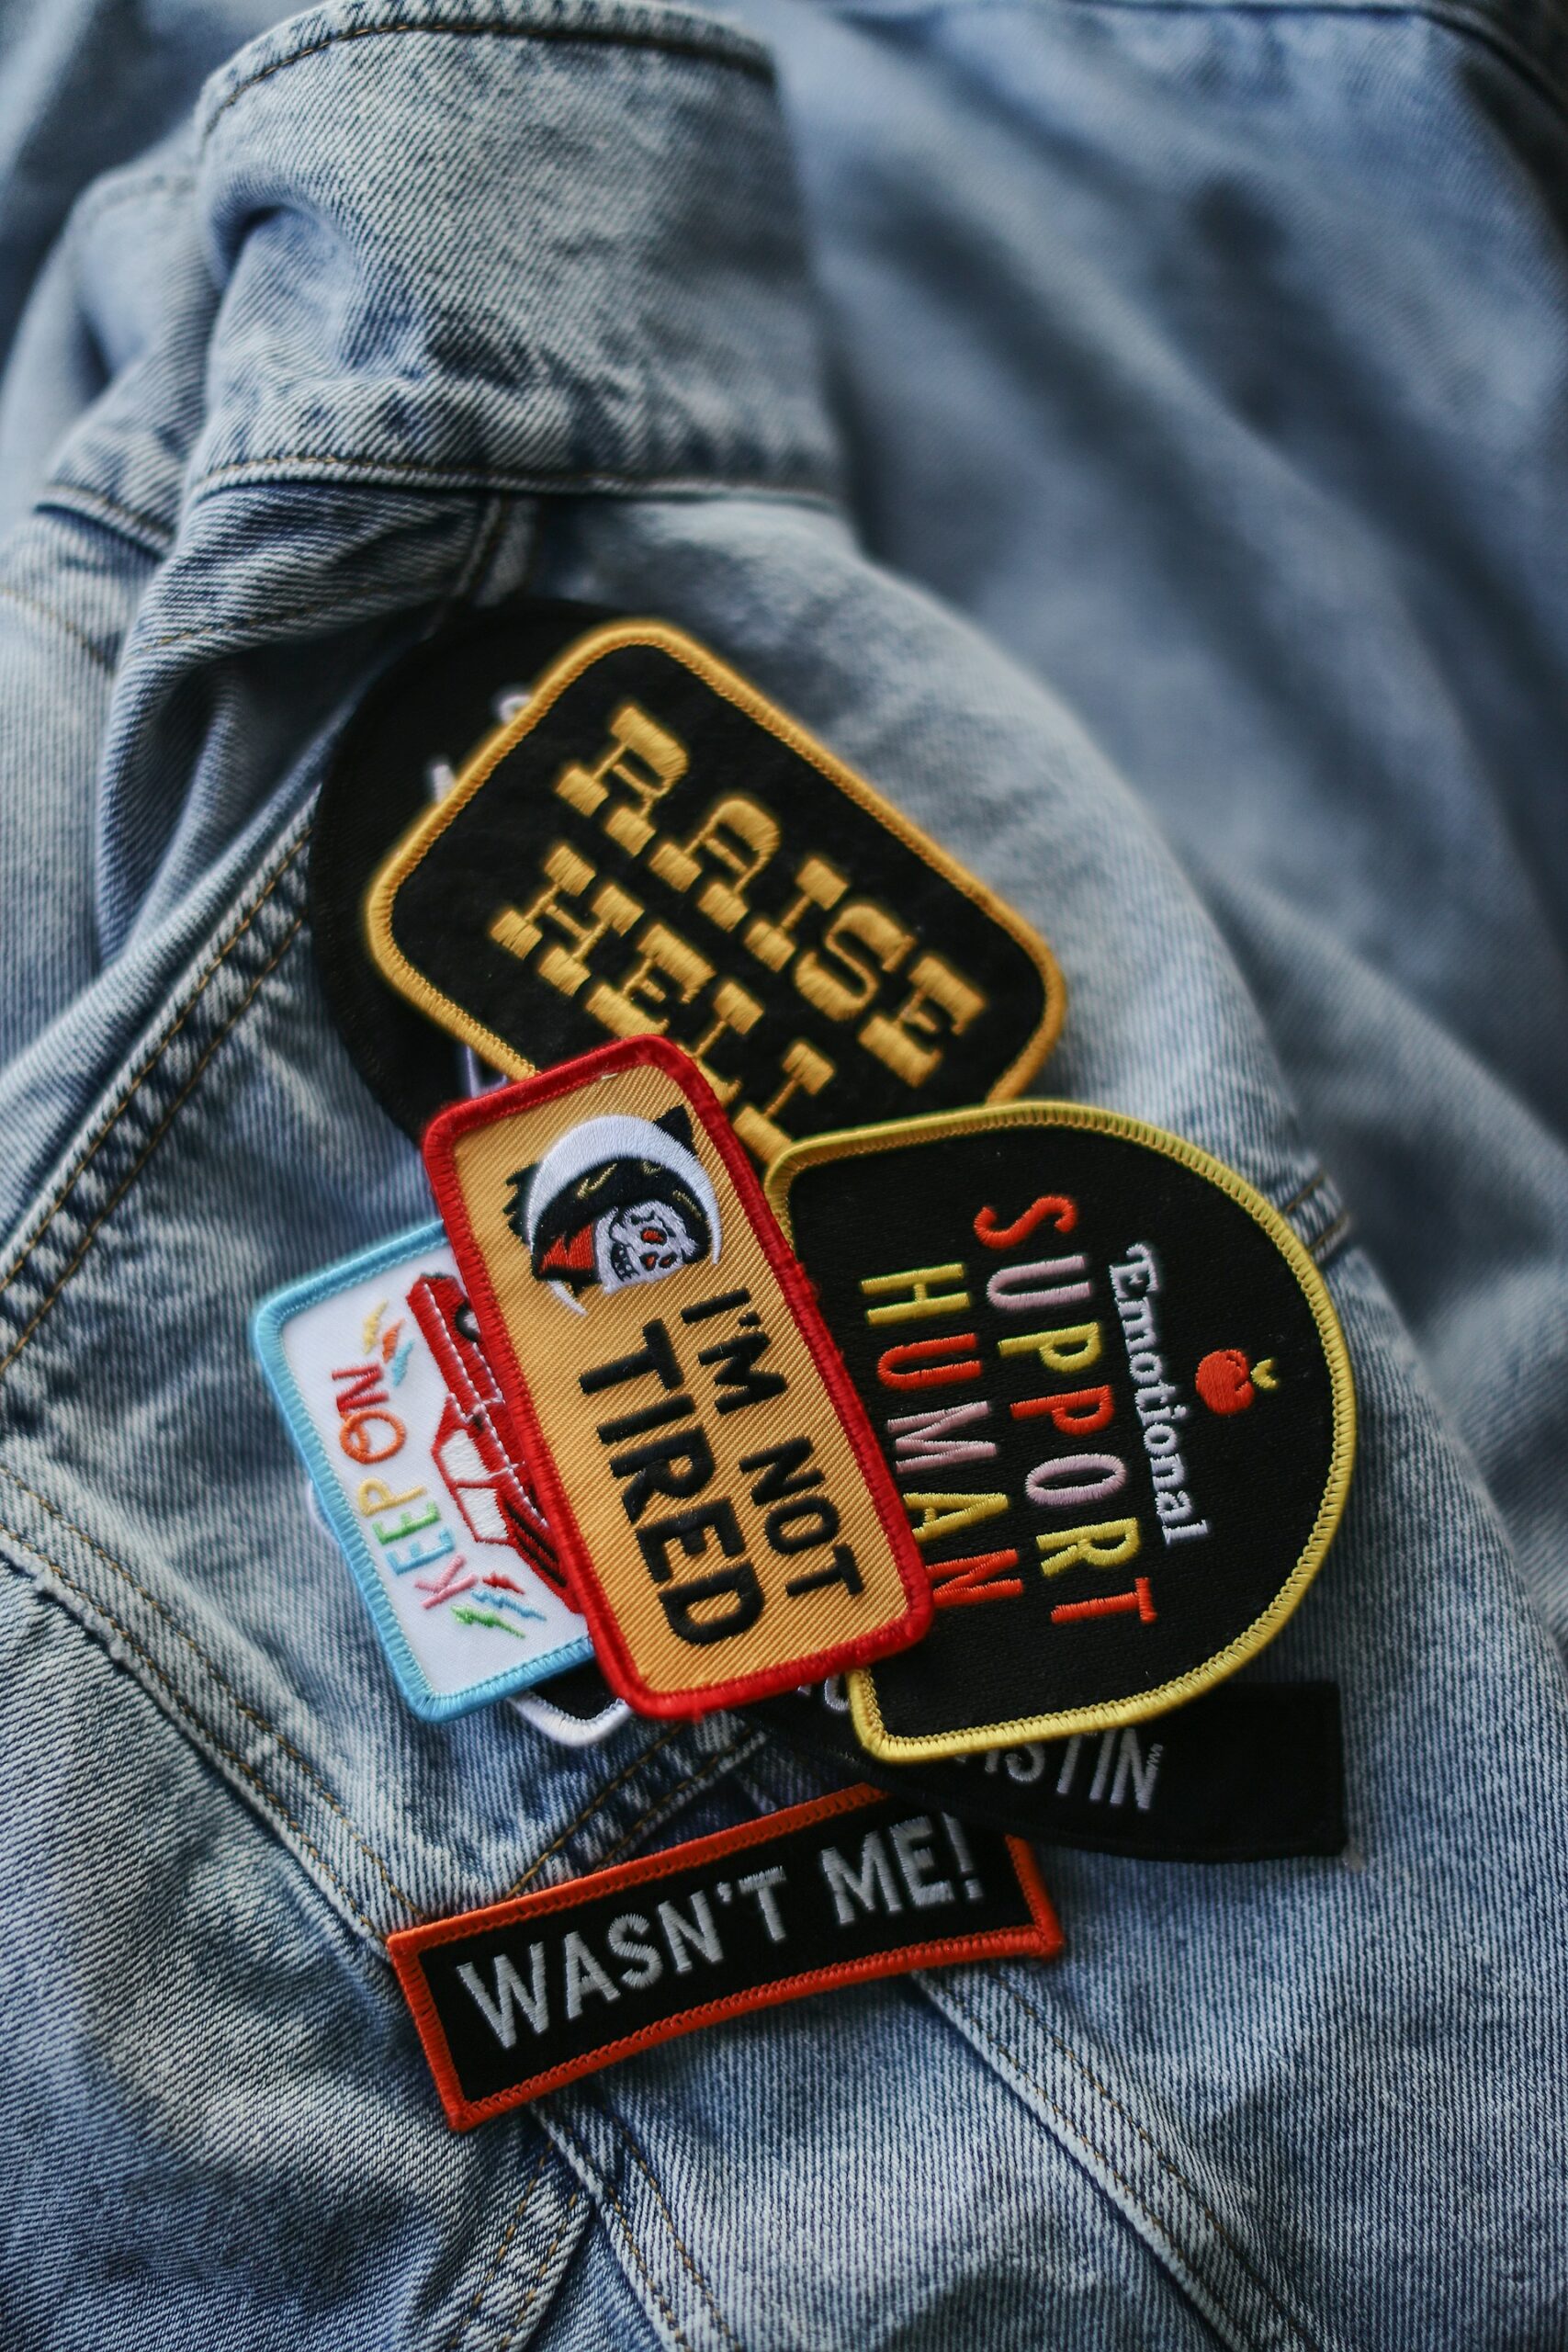 RAISE
HELL
Emotional
SUPPORT
HUMAN
I'M NOT
TIRED
KEEP ON
WASN'T ME!